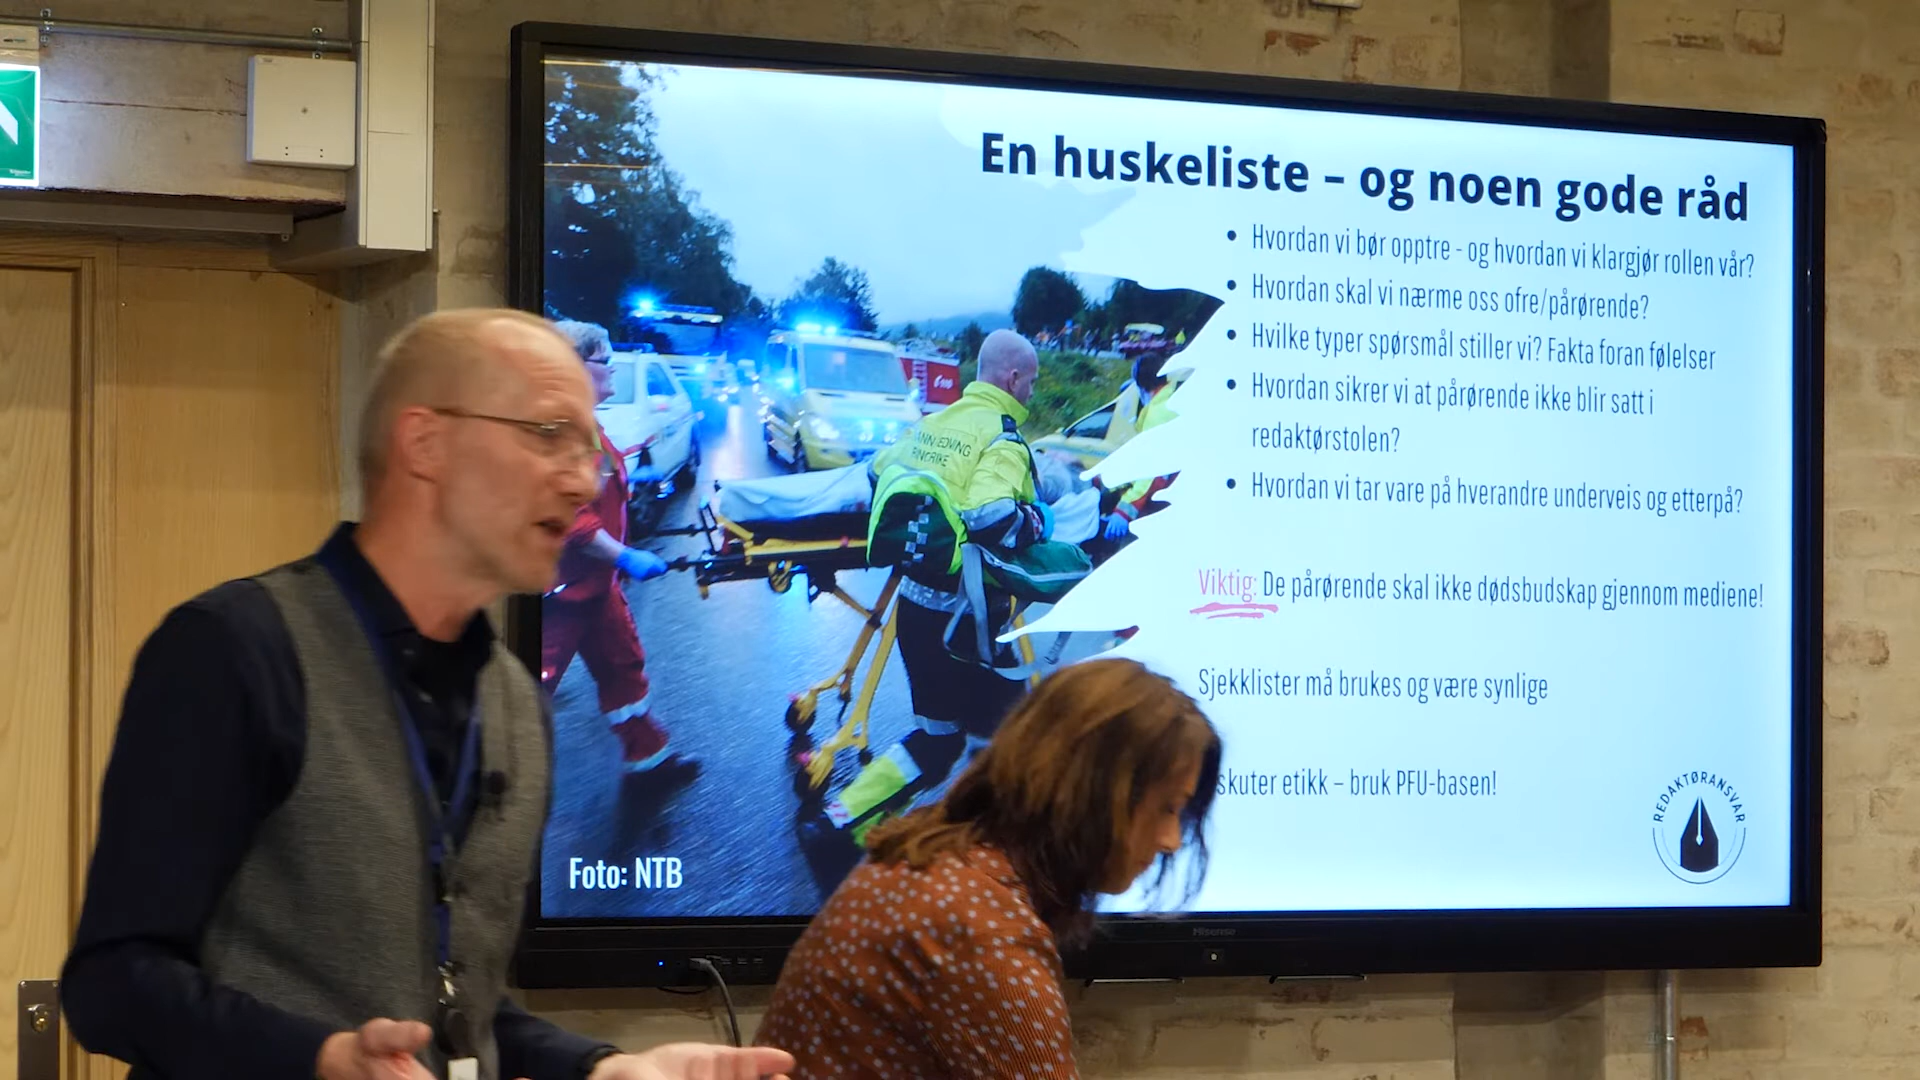 En huskeliste – og noen gode råd
• Hvordan vi bør opptre - og hvordan vi klargjør rollen vår?
• Hvordan skal vi nærme oss ofre/pårørende?
• Hvilke typer spørsmål stiller vi? Fakta foran følelser
• Hvordan sikrer vi at pårørende ikke blir satt i
redaktørstolen?
• Hvordan vi tar vare på hverandre underveis og etterpå?
Viktig: De pårørende skal ikke dødsbudskap gjennom mediene!
Sjekklister må brukes og være synlige
skuter etikk – bruk PFU-basen!
REDAKTØRANSVAR
Foto: NTB
Hisense